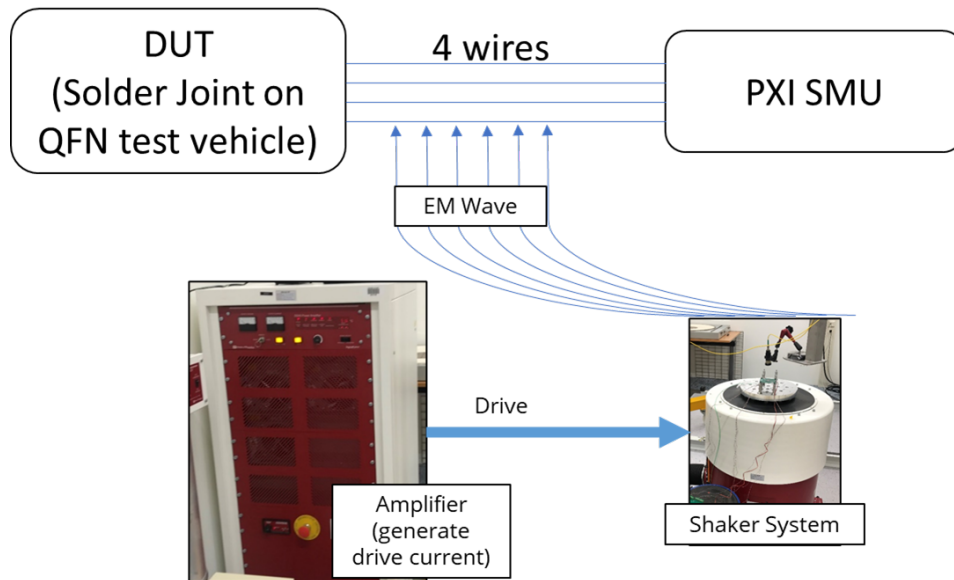 DUT
(Solder Joint on
QFN test vehicle)
4 wires
PXI SMU
EM Wave
Drive
Amplifier
(generate
drive current)
Shaker System